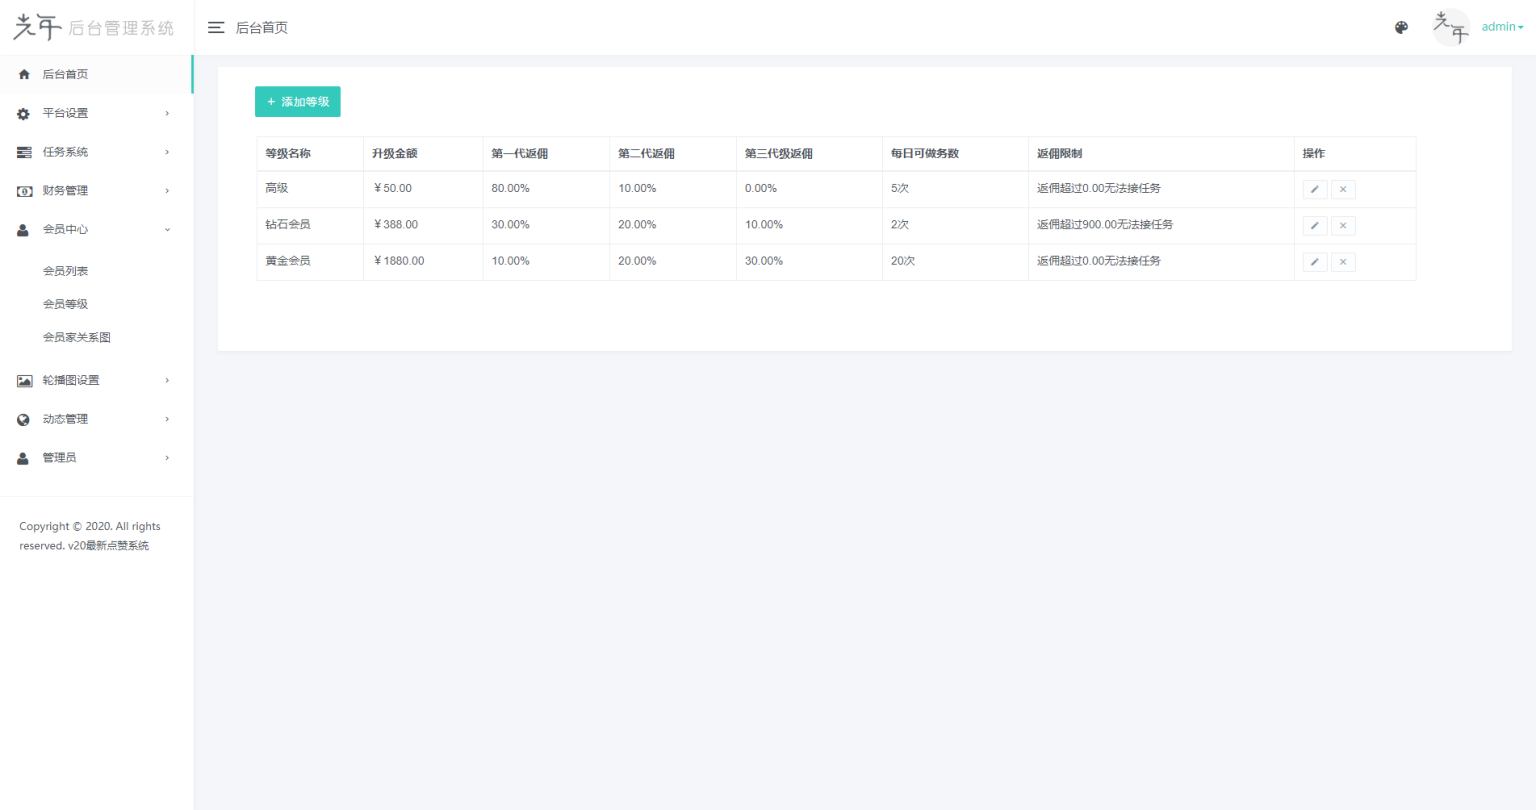 光年 后台管理系统
后台首页
admin
后台首页
平台设置
任务系统
财务管理
会员中心
会员列表
会员等级
会员家关系图
轮播图设置
动态管理
管理员
Copyright © 2020. All rights
reserved. v20最新点赞系统
+ 添加等级
等级名称 升级金额 第一代返佣 第二代返佣 第三代级返佣 每日可做务数 返佣限制 操作
高级 ￥50.00 80.00% 10.00% 0.00% 5次 返佣超过0.00无法接任务
钻石会员 ￥388.00 30.00% 20.00% 10.00% 2次 返佣超过900.00无法接任务
黄金会员 ￥1880.00 10.00% 20.00% 30.00% 20次 返佣超过0.00无法接任务